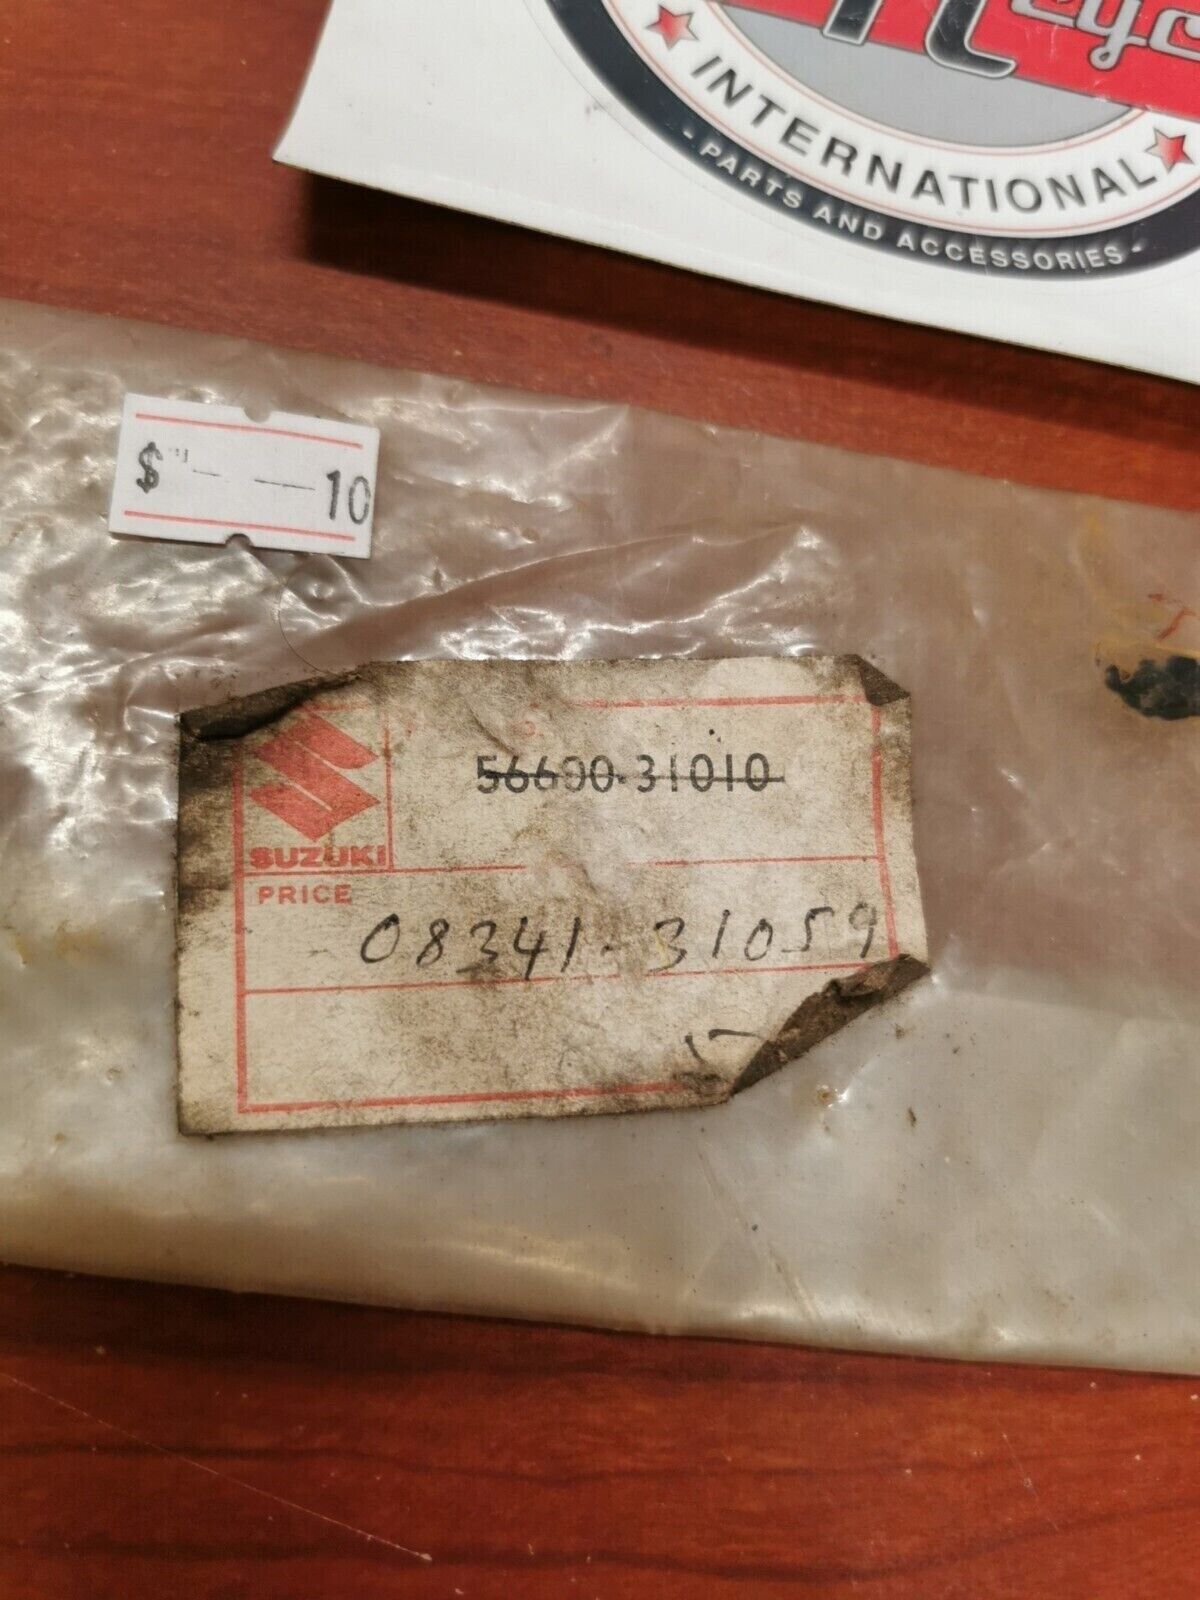 INTERNATIONAL
- PARTS AND ACCESSORIES -
$ - — 10
56600-31010
SUZUKI
PRICE
08341-31059